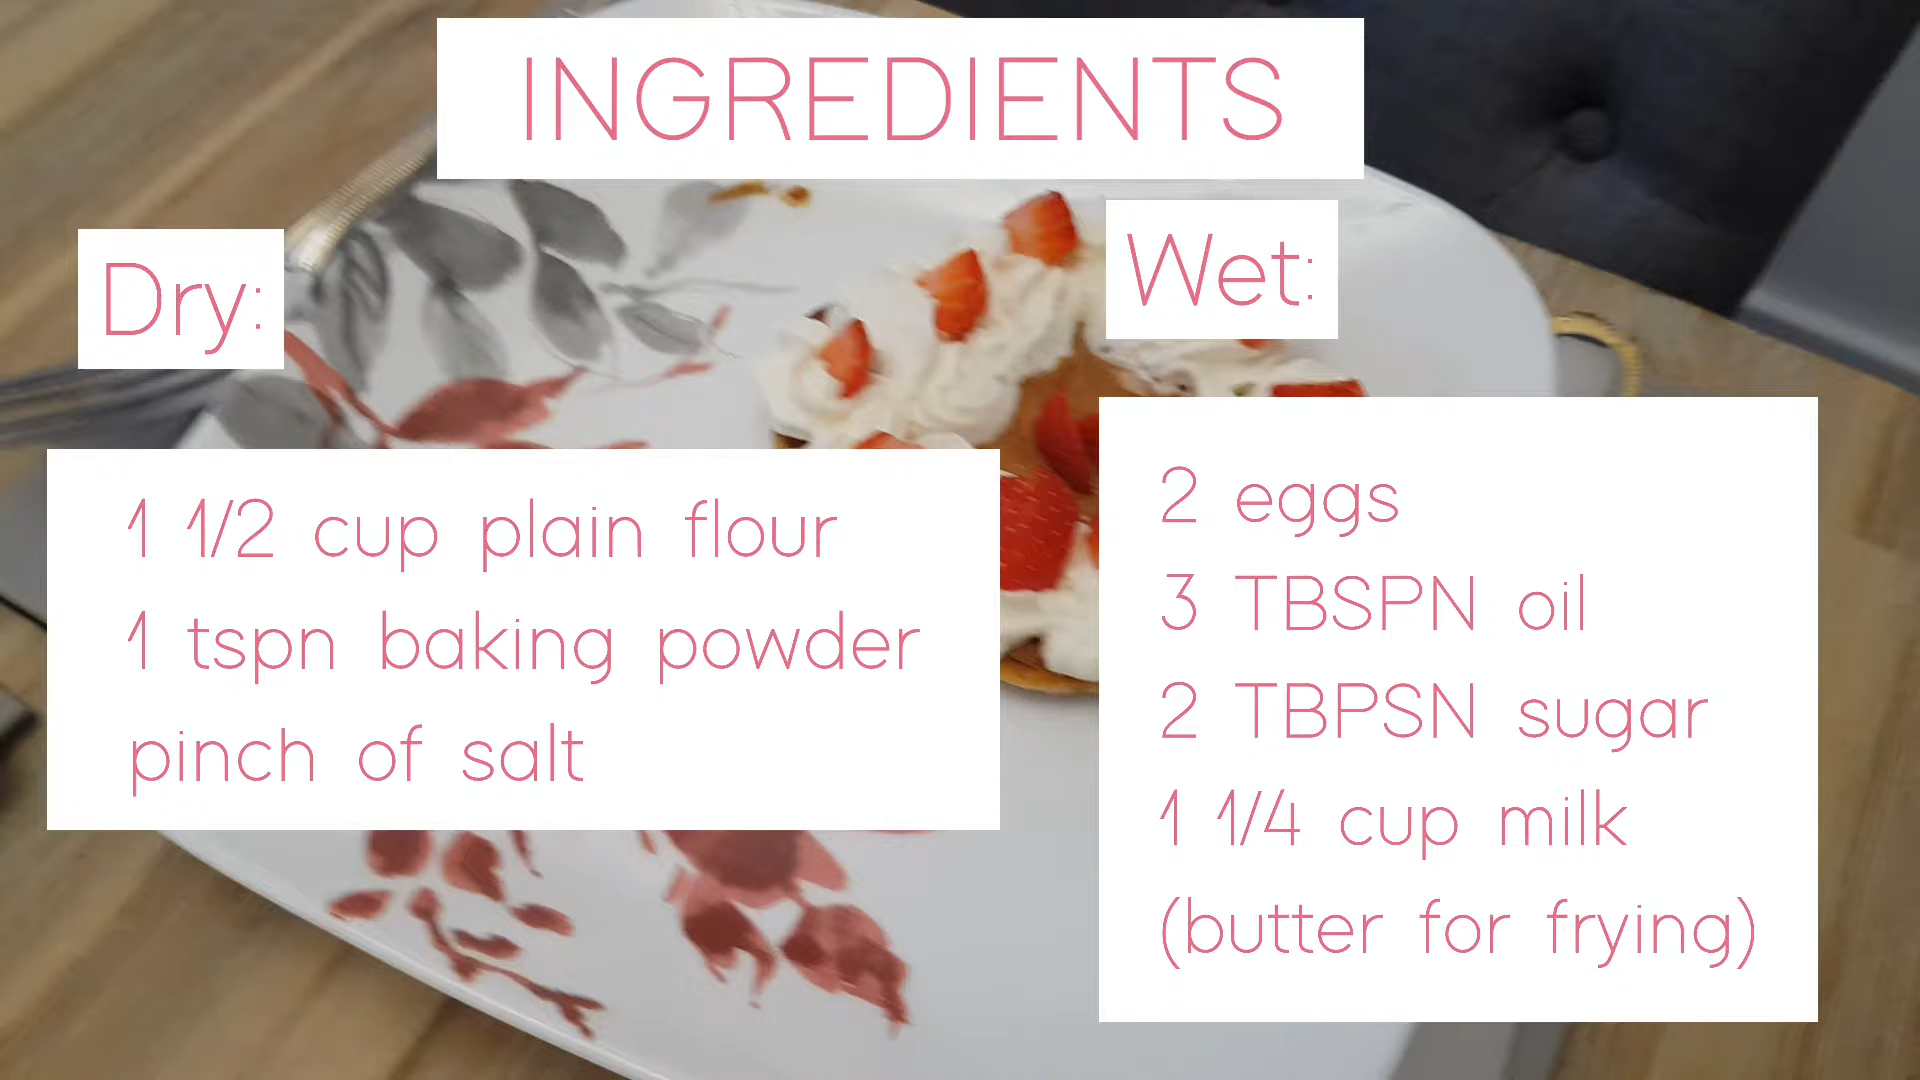 INGREDIENTS
Dry:
1 1/2 cup plain flour
1 tspn baking powder
pinch of salt
Wet:
2 eggs
3 TBSPN oil
2 TBPSN sugar
1 1/4 cup milk
(butter for frying)